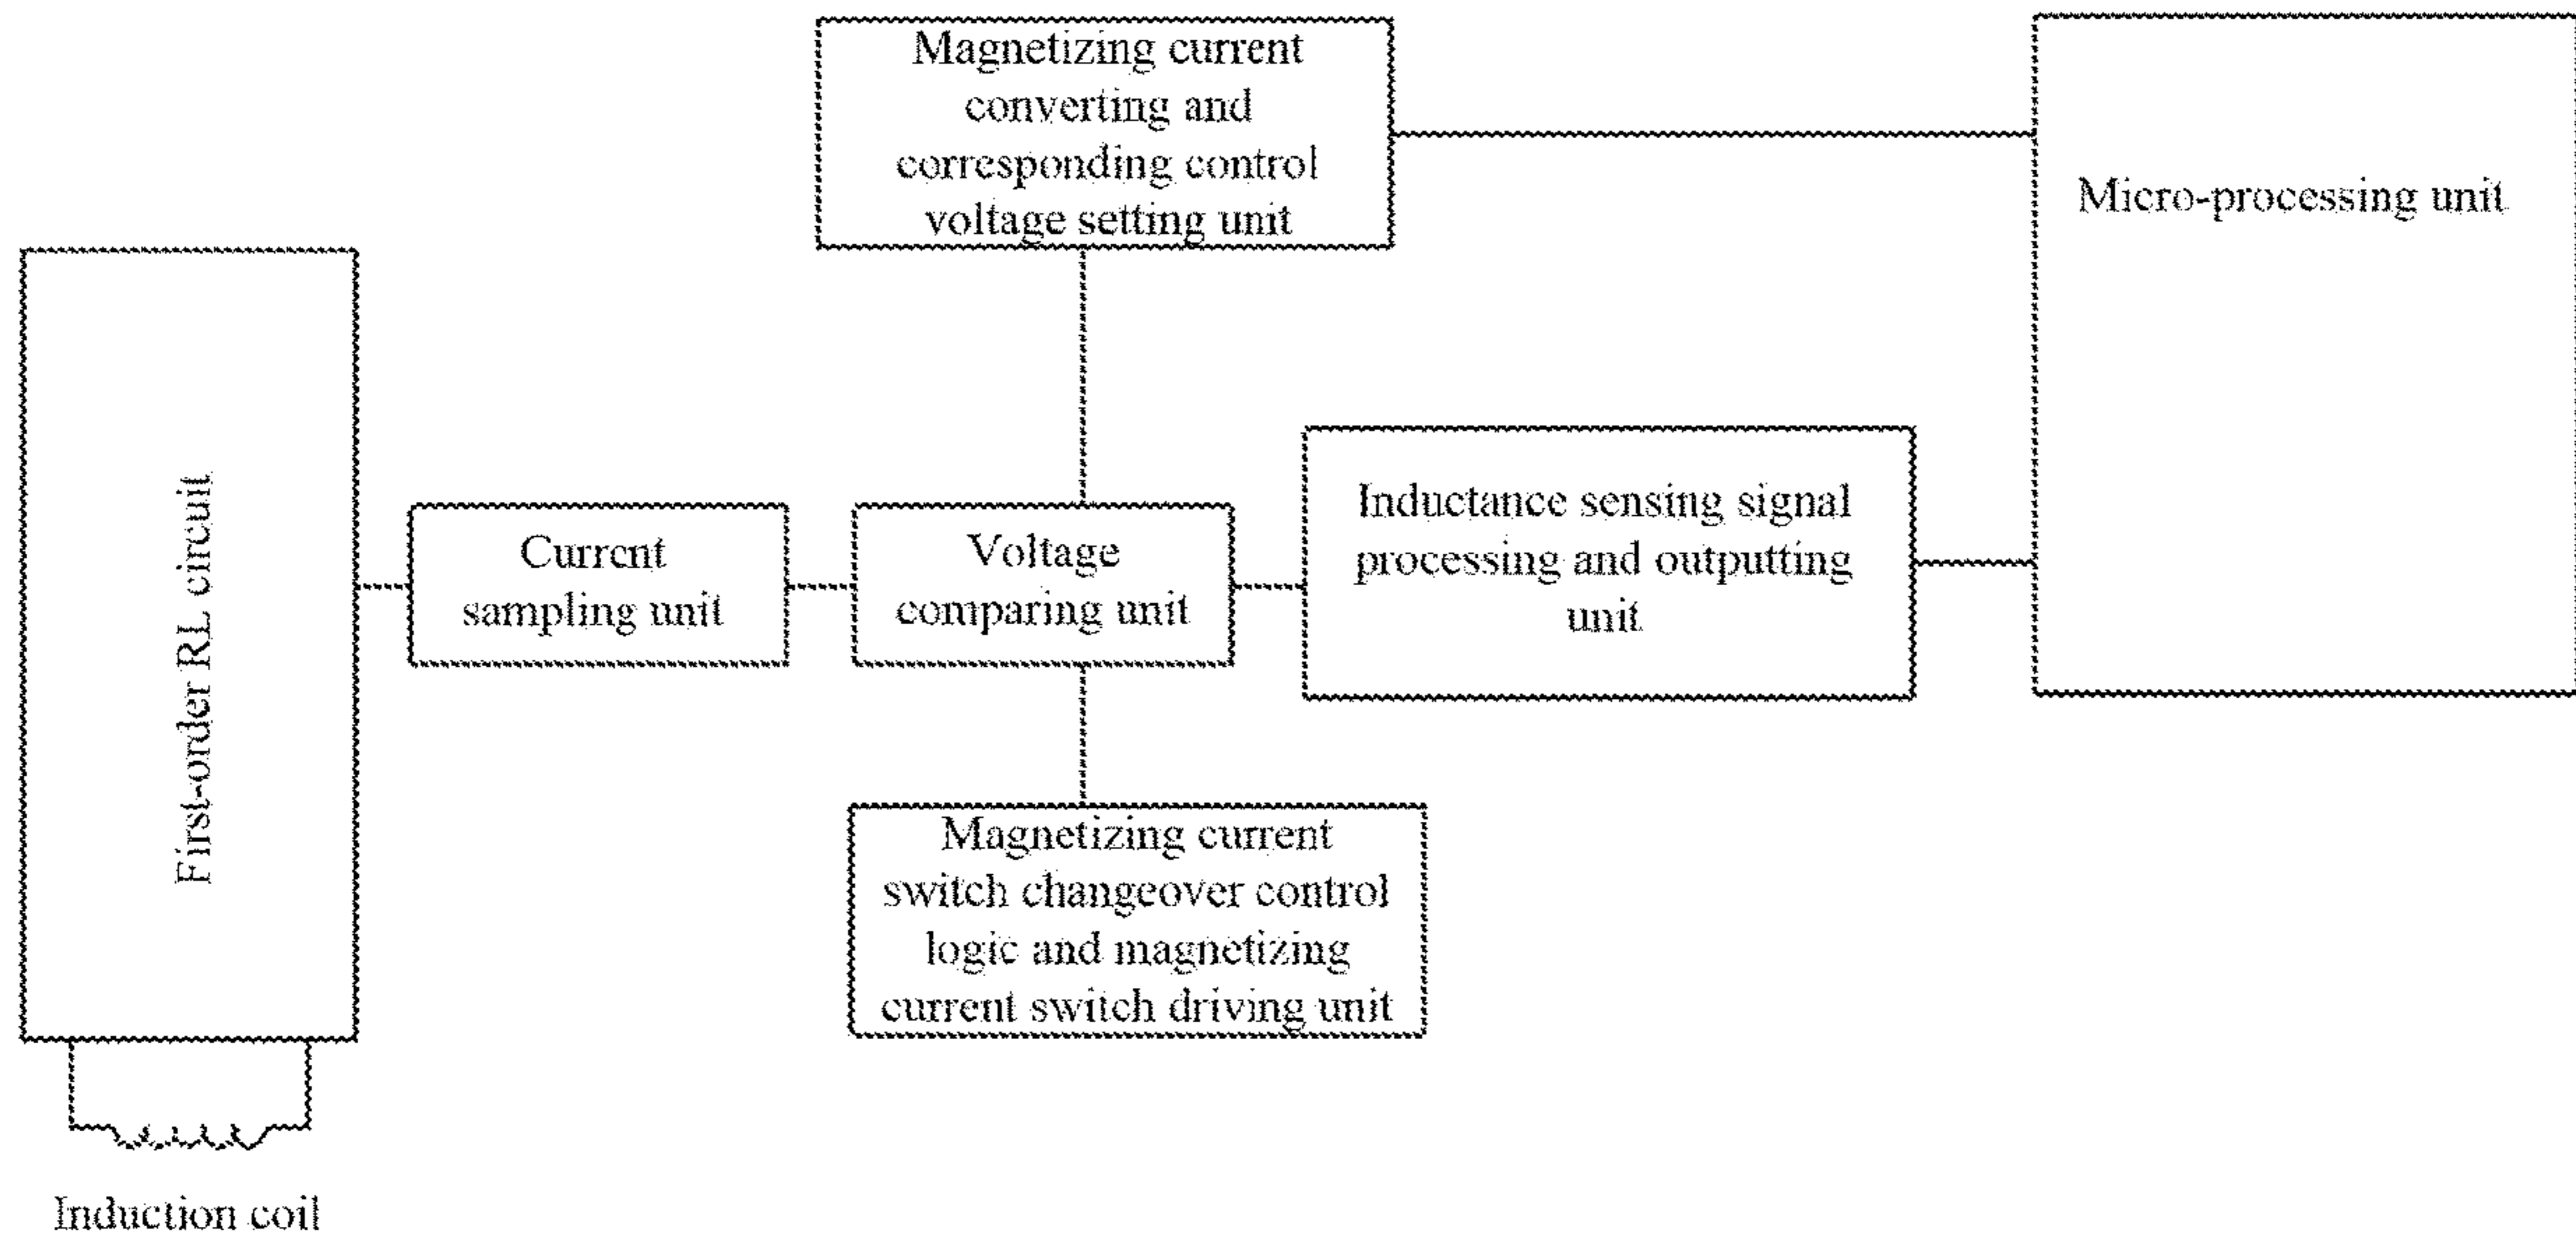 Magnetizing current
converting and
corresponding control
voltage setting unit
Micro-processing unit
First-order RL circuit
Current
sampling unit
Voltage
comparing unit
Inductance sensing signal
processing and outputting
unit
Magnetizing current
switch changeover control
logic and magnetizing
current switch driving unit
Induction coil